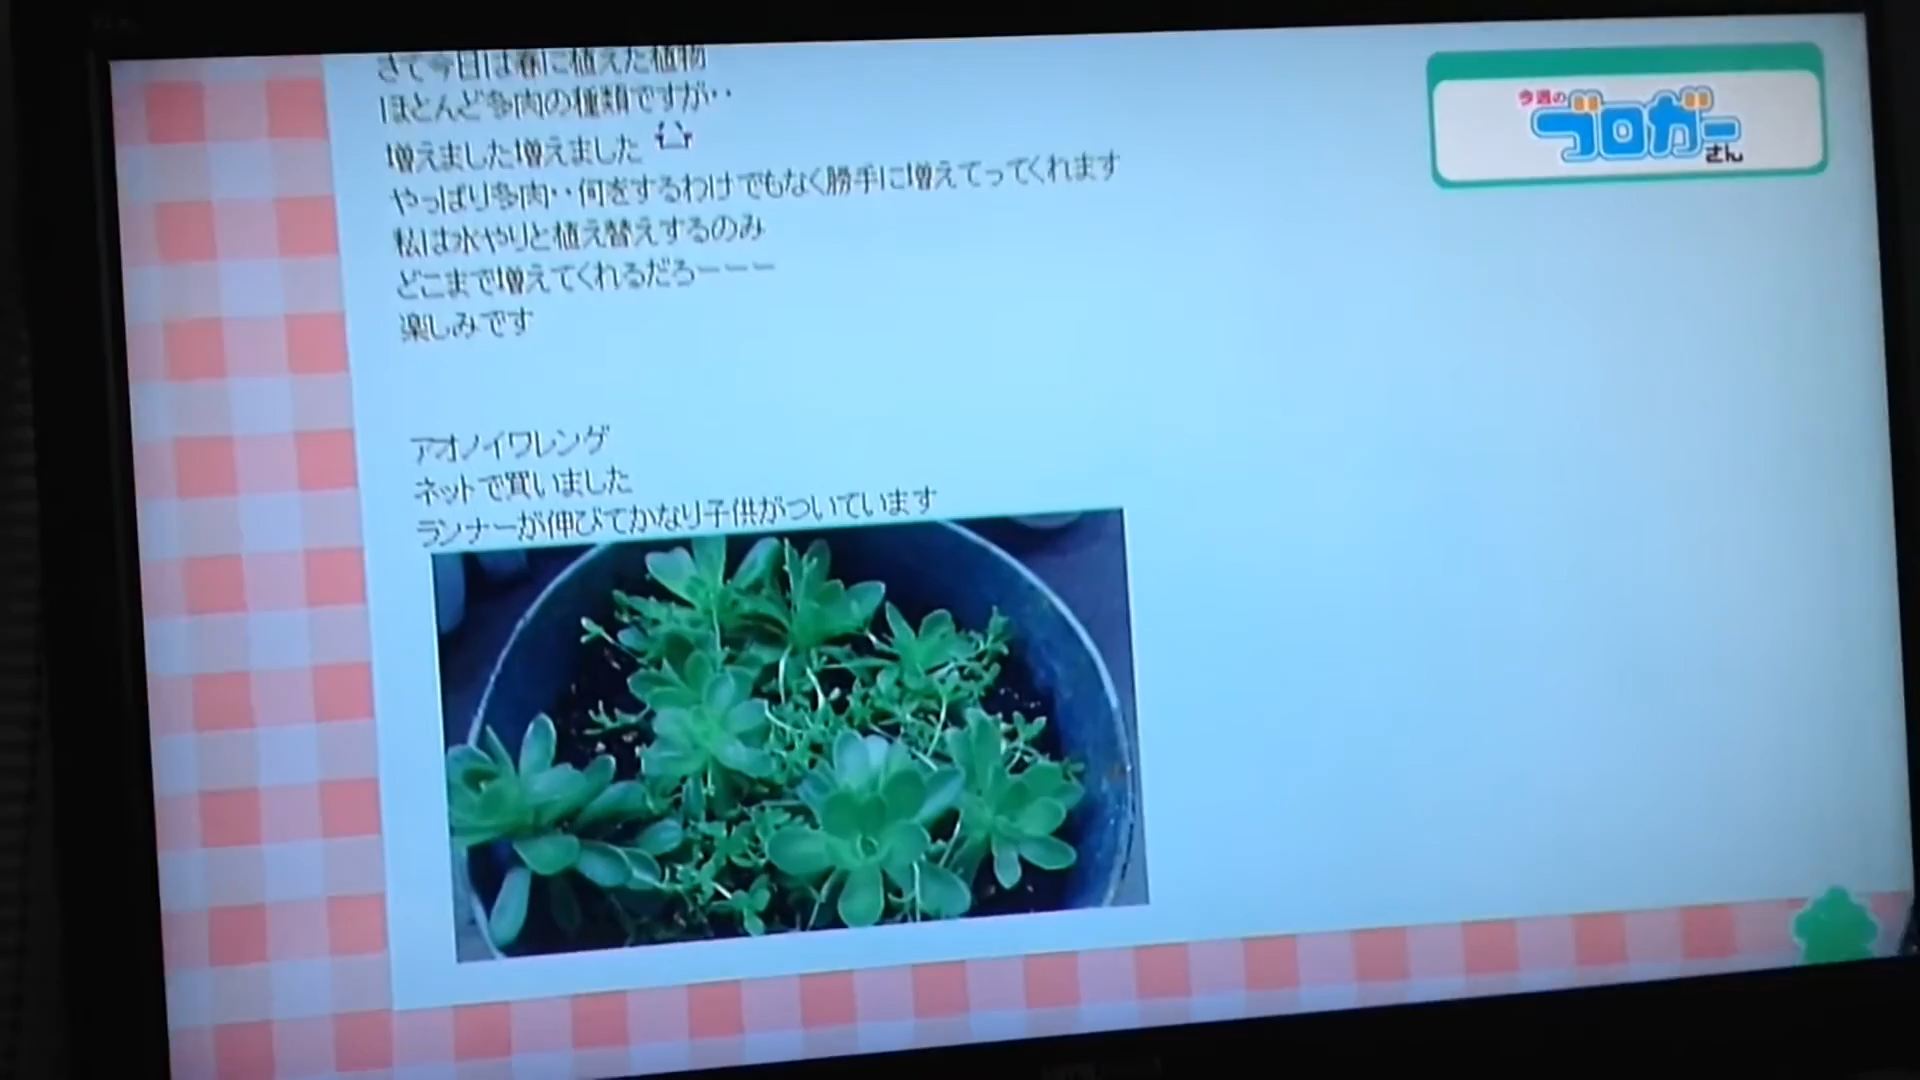 さて今日は春に植えた植物
ほとんど多肉の種類ですが‥
増えました増えました
やっぱり多肉‥何をするわけでもなく勝手に増えてってくれます
私は水やりと植え替えするのみ
どこまで増えてくれるだろーーー
楽しみです
アオノイワレンゲ
ネットで買いました
ランナーが伸びてかなり子供がついています
今週の
ブロガー
さん